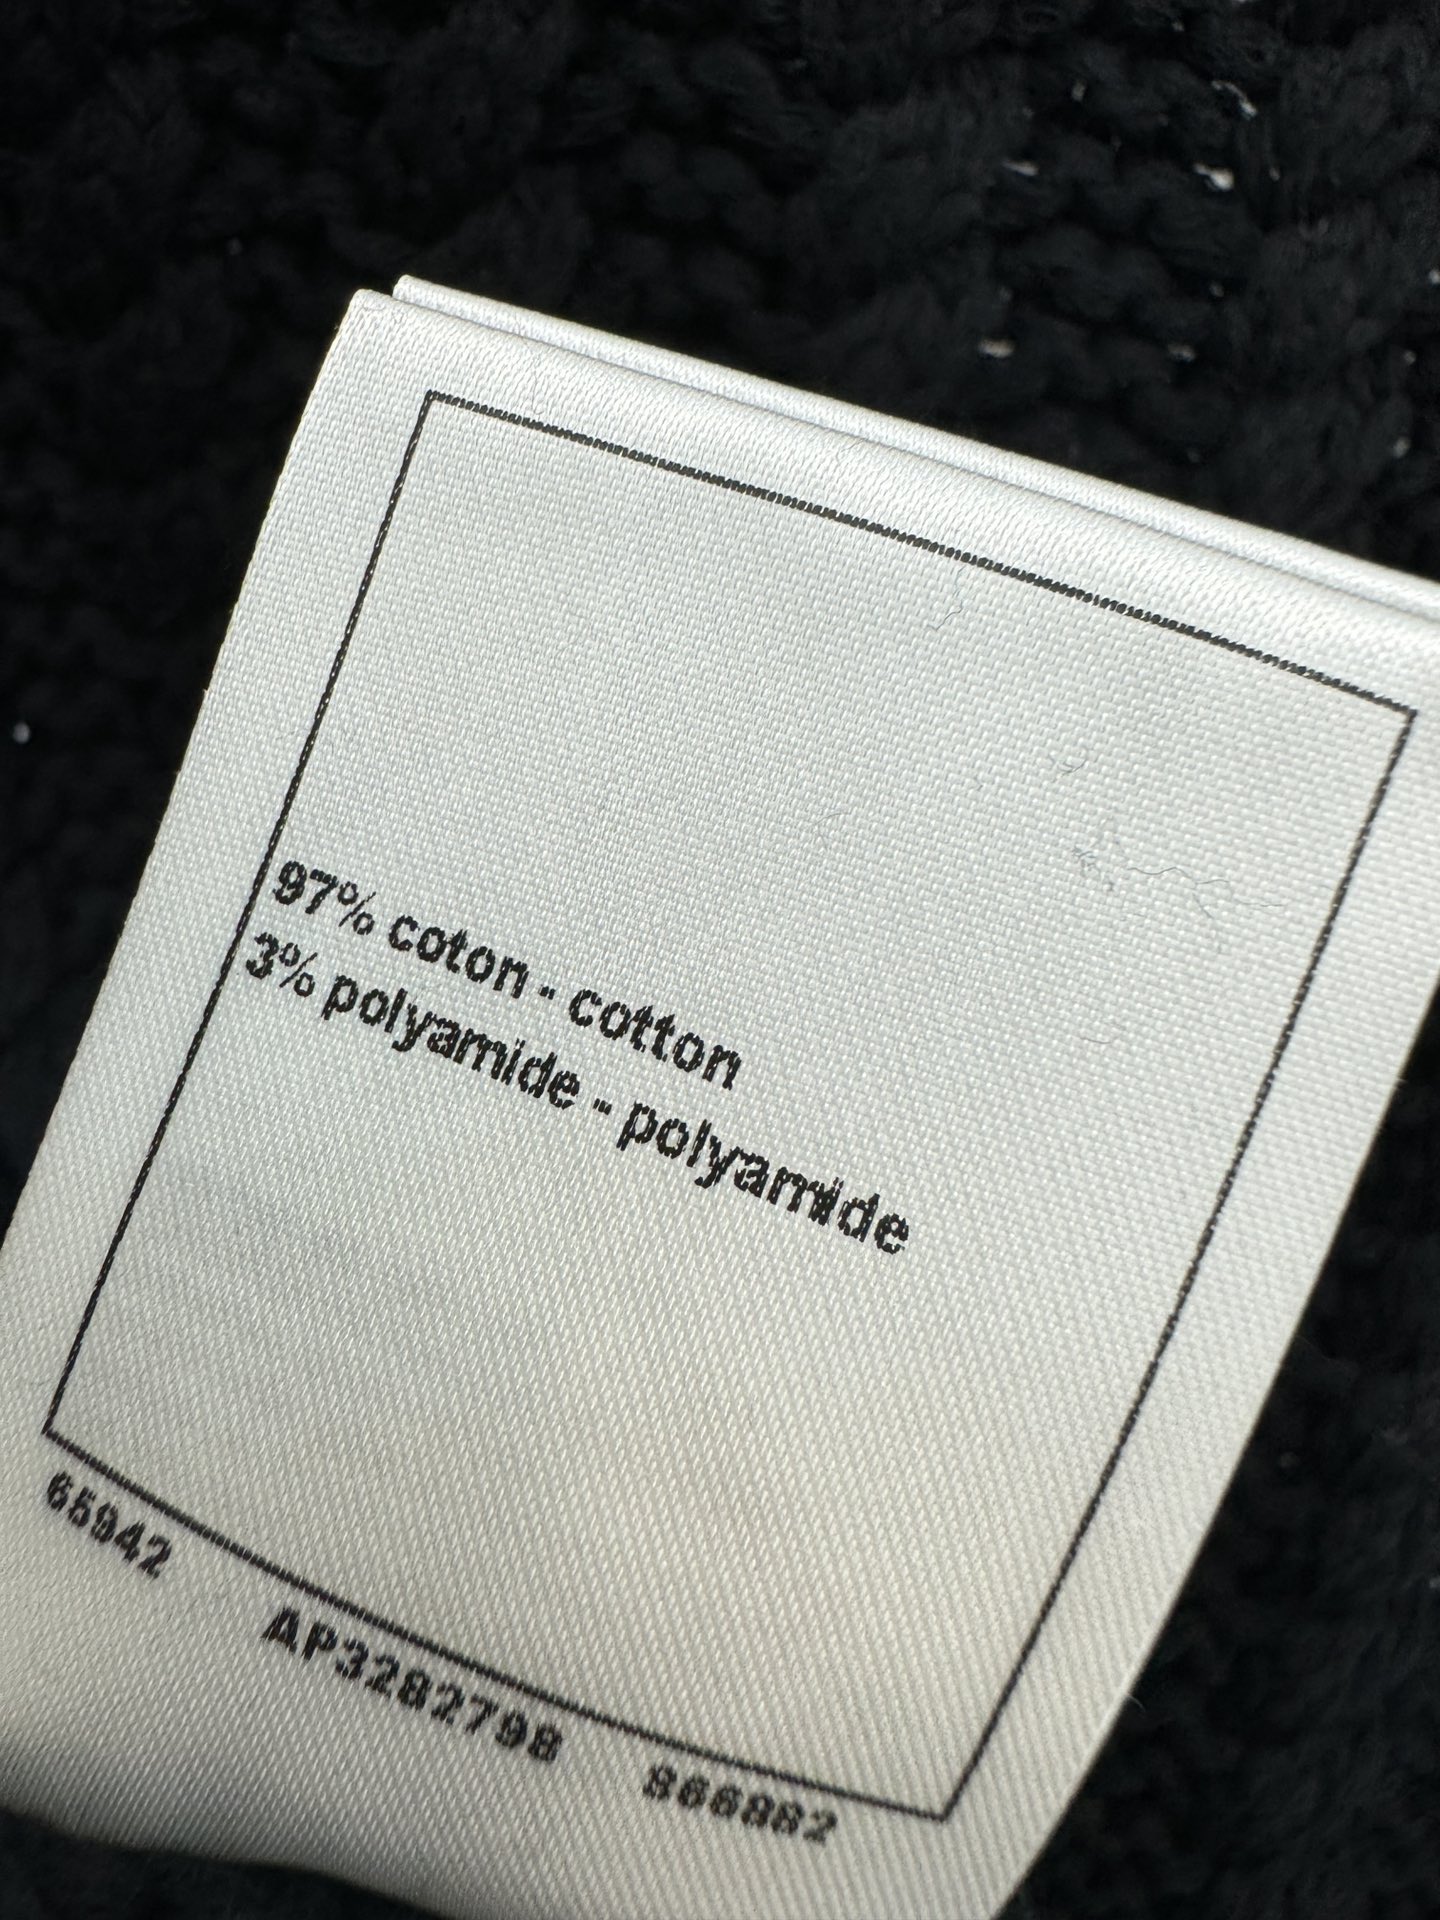 97% coton - cotton
3% polyamide - polyamide
65942 AP3282798 866882